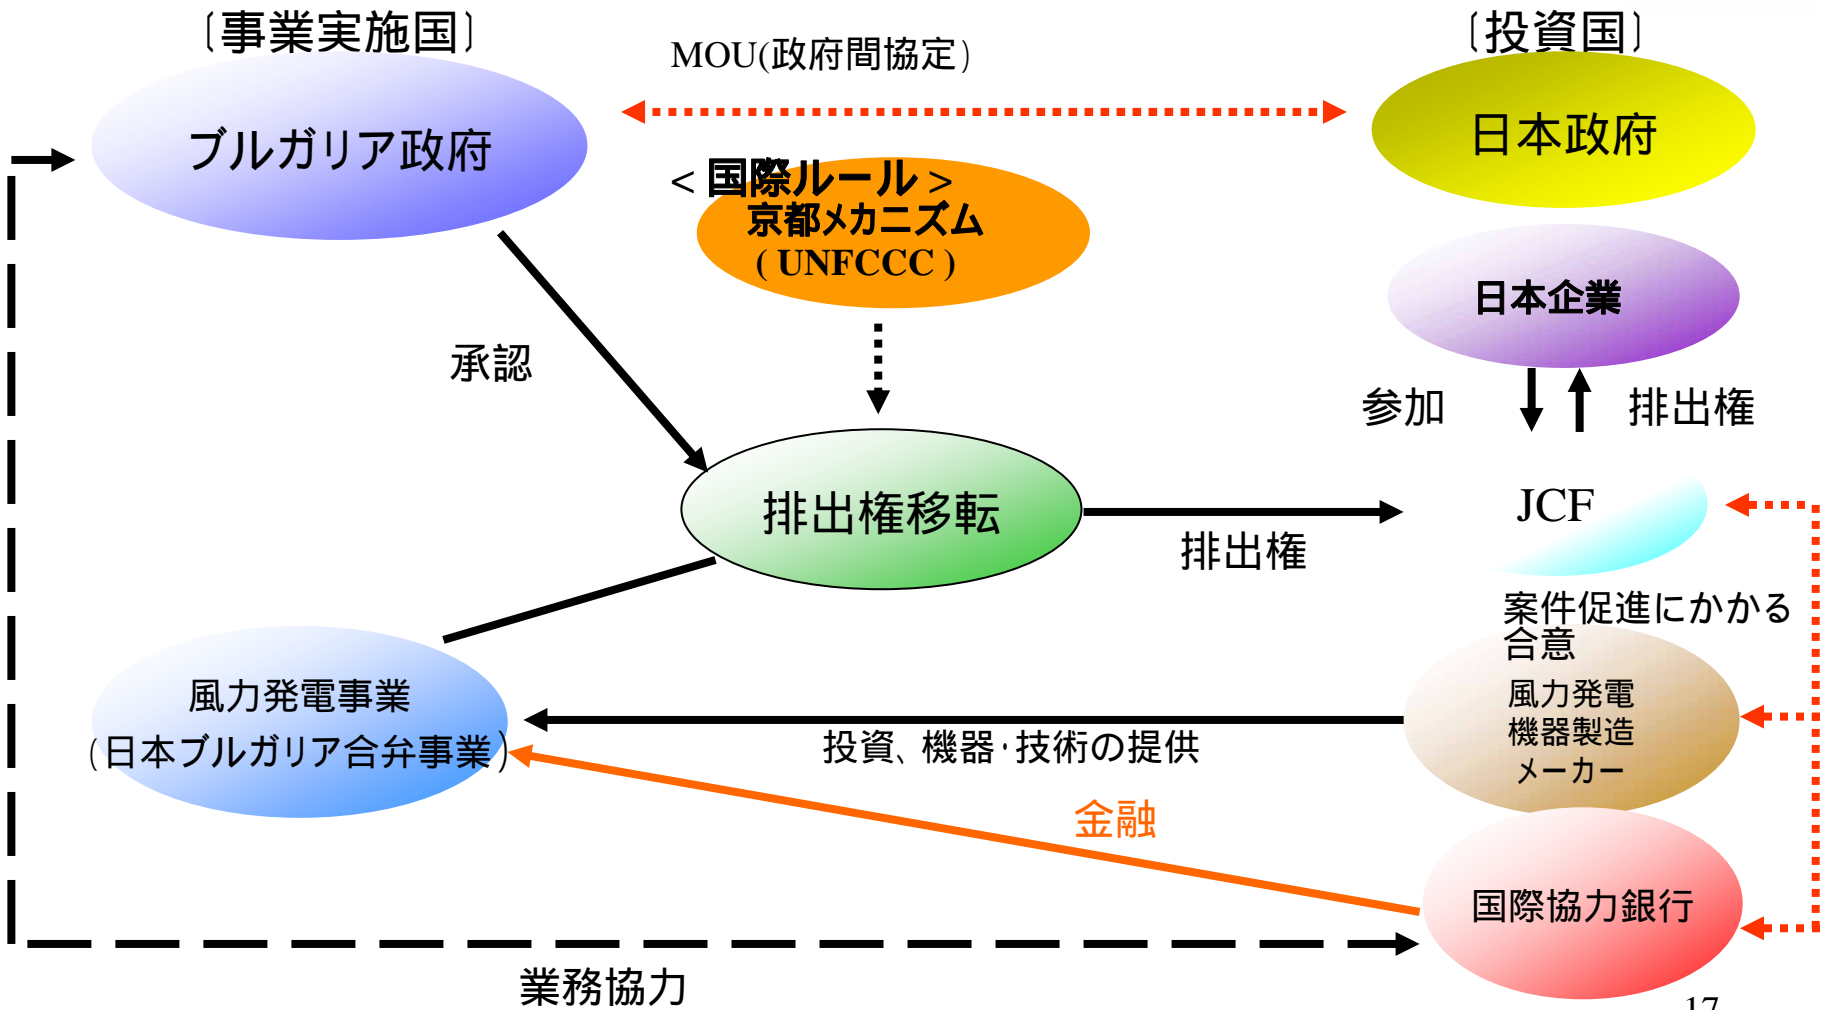 〔事業実施国〕
MOU(政府間協定)
〔投資国〕
ブルガリア政府
日本政府
<国際ルール>
京都メカニズム
(UNFCCC)
日本企業
承認
参加
排出権
排出権移転
JCF
排出権
案件促進にかかる
合意
風力発電事業
(日本ブルガリア合弁事業)
風力発電
機器製造
メーカー
投資、機器・技術の提供
金融
国際協力銀行
業務協力
17